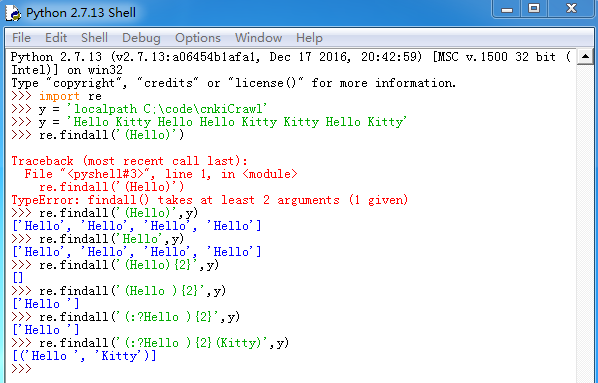 Python 2.7.13 Shell
File Edit Shell Debug Options Window Help
Python 2.7.13 (v2.7.13:a06454b1afa1, Dec 17 2016, 20:42:59) [MSC v.1500 32 bit (
Intel)] on win32
Type "copyright", "credits" or "license()" for more information.
>>> import re
>>> y = 'localpath C;\code\cnkiCrawl'
>>> y = 'Hello Kitty Hello Hello Kitty Kitty Hello Kitty'
>>> re.findall('(Hello)')
Traceback (most recent call last):
  File "<pyshell#3>", line 1, in <module>
    re.findall('(Hello)')
TypeError: findall() takes at least 2 arguments (1 given)
>>> re.findall('(Hello)',y)
['Hello', 'Hello', 'Hello', 'Hello']
>>> re.findall('Hello',y)
['Hello', 'Hello', 'Hello', 'Hello']
>>> re.findall('(Hello){2}',y)
[]
>>> re.findall('(Hello ){2}',y)
['Hello ']
>>> re.findall('(:?Hello ){2}',y)
['Hello ']
>>> re.findall('(:?Hello ){2}(Kitty)',y)
[('Hello ', 'Kitty')]
>>>